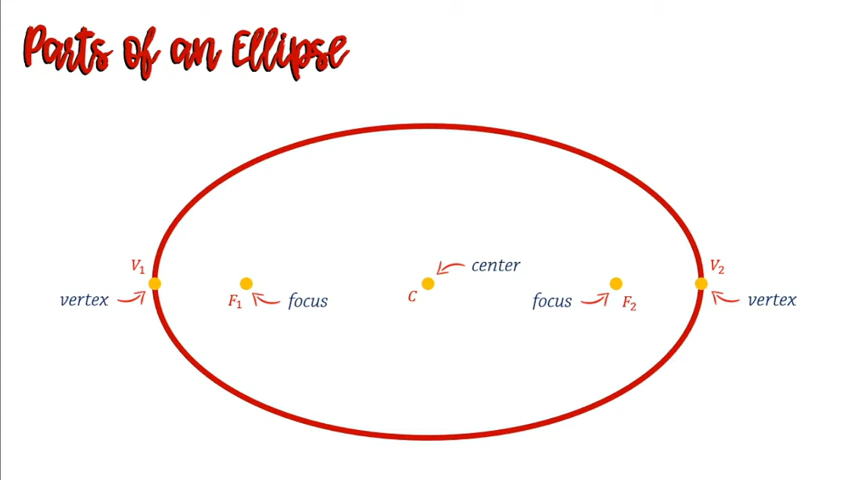 Parts of an Ellipse
V₁
V₂
center
vertex
F₁
focus
C
focus
F₂
vertex